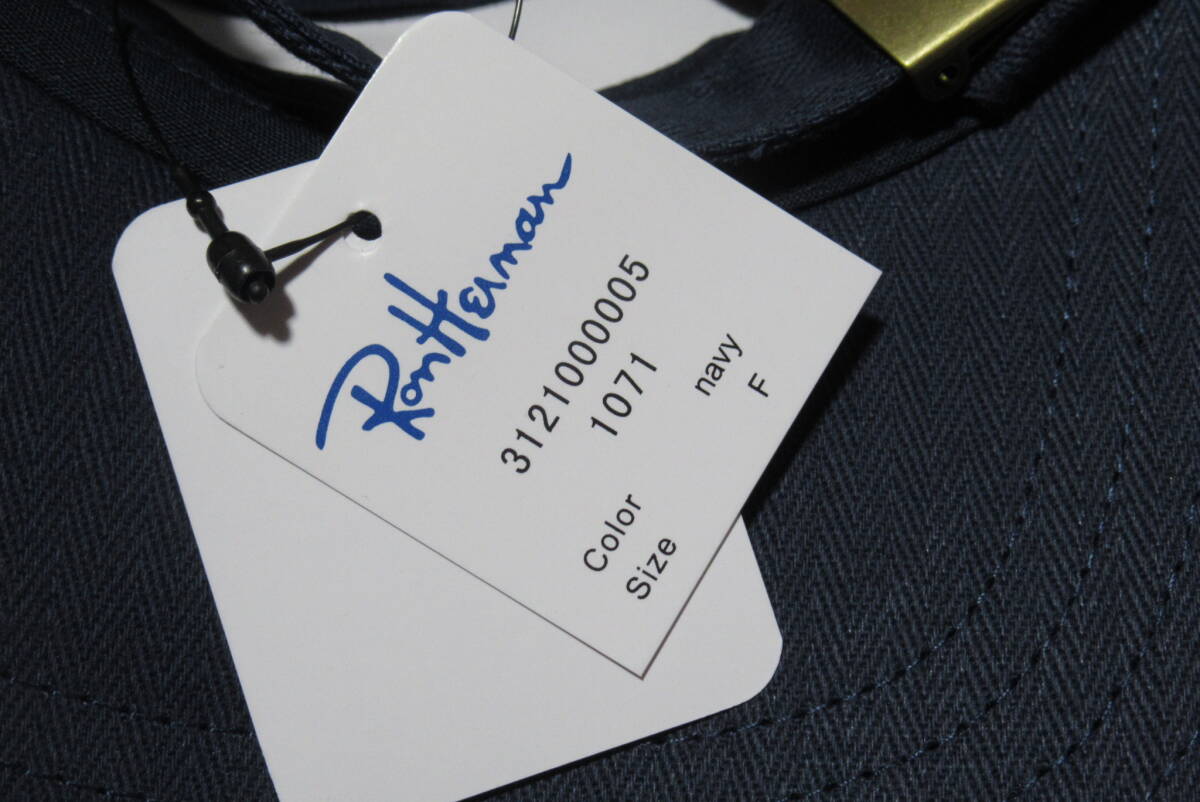 Ron Herman
3121000005
1071
Color navy
Size F